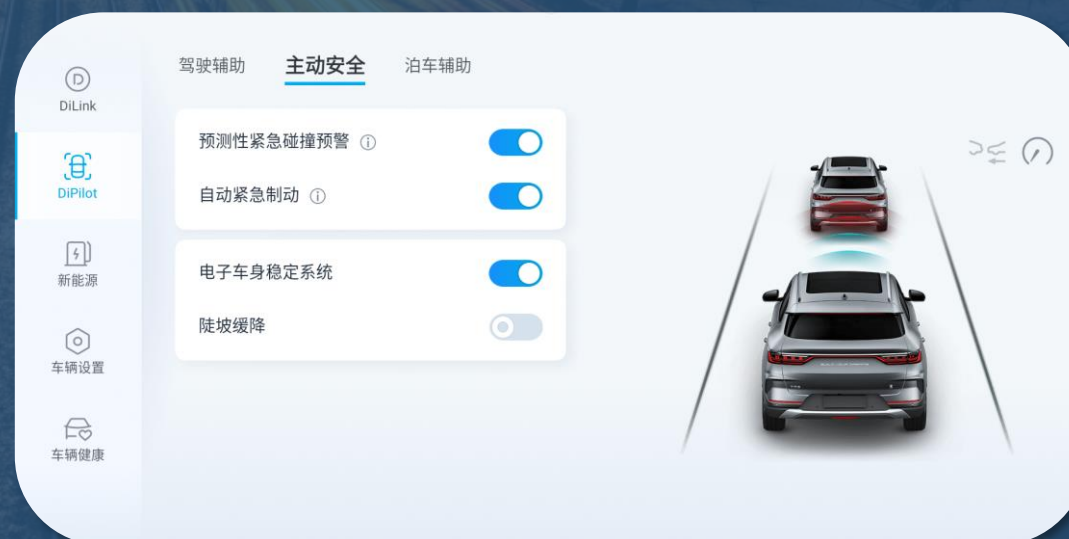 驾驶辅助 主动安全 泊车辅助
DiLink
DiPilot
新能源
车辆设置
车辆健康
预测性紧急碰撞预警
自动紧急制动
电子车身稳定系统
陡坡缓降